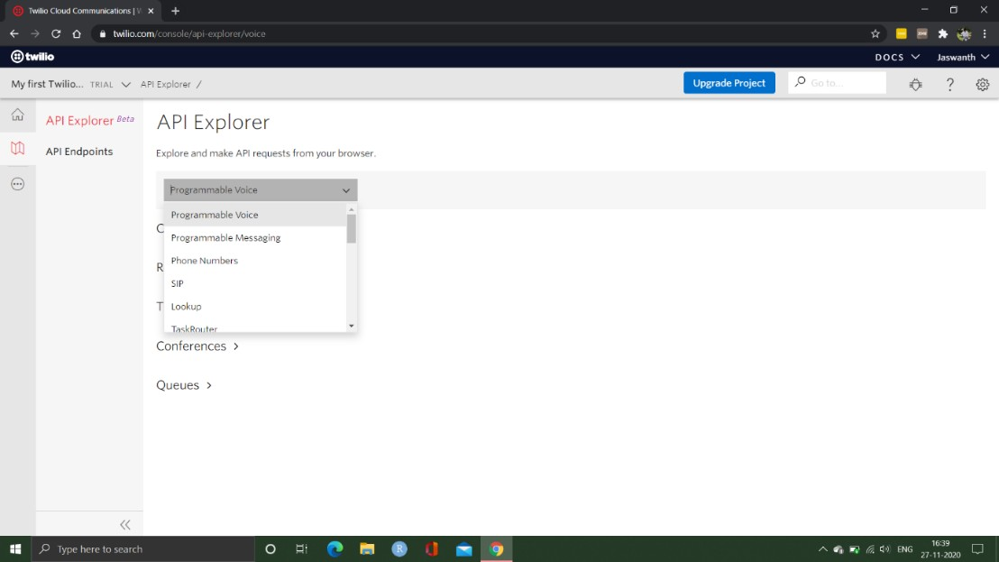 Twilio Cloud Communications | V
twilio.com/console/api-explorer/voice
twilio
DOCS
Jaswanth
My first Twilio... TRIAL
API Explorer /
Upgrade Project
Go to...
?
API Explorer Beta
API Endpoints
API Explorer
Explore and make API requests from your browser.
Programmable Voice
Programmable Voice
Programmable Messaging
Phone Numbers
SIP
Lookup
TaskRouter
C
R
T
Conferences
Queues
Type here to search
ENG
16:39
27-11-2020